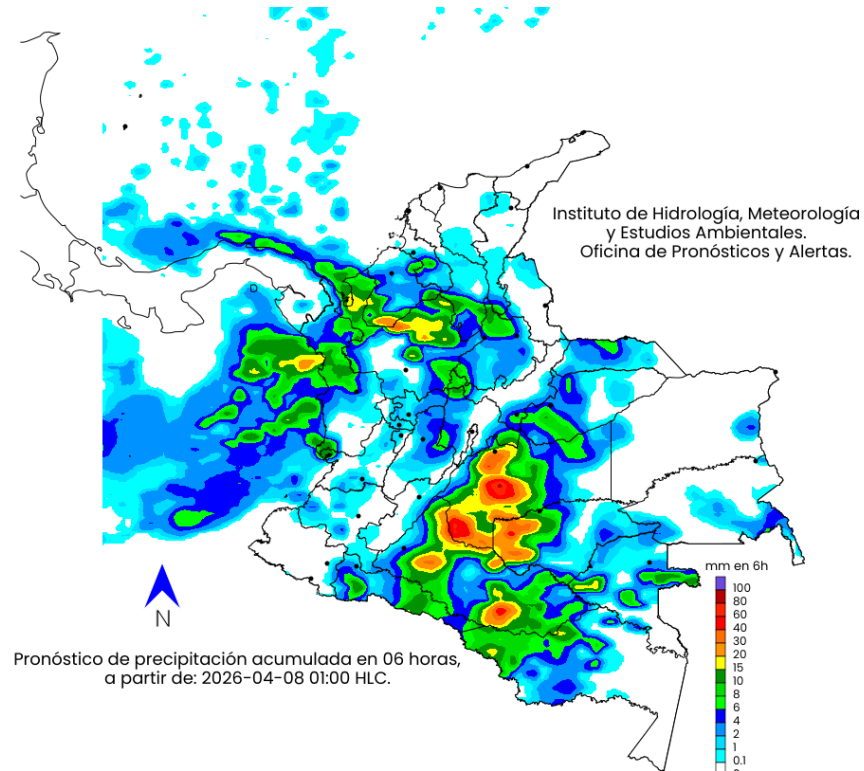 Instituto de Hidrología, Meteorología
y Estudios Ambientales.
Oficina de Pronósticos y Alertas.
mm en 6h
100
80
60
40
30
20
15
10
8
6
4
2
1
0.1
N
Pronóstico de precipitación acumulada en 06 horas,
a partir de: 2026-04-08 01:00 HLC.